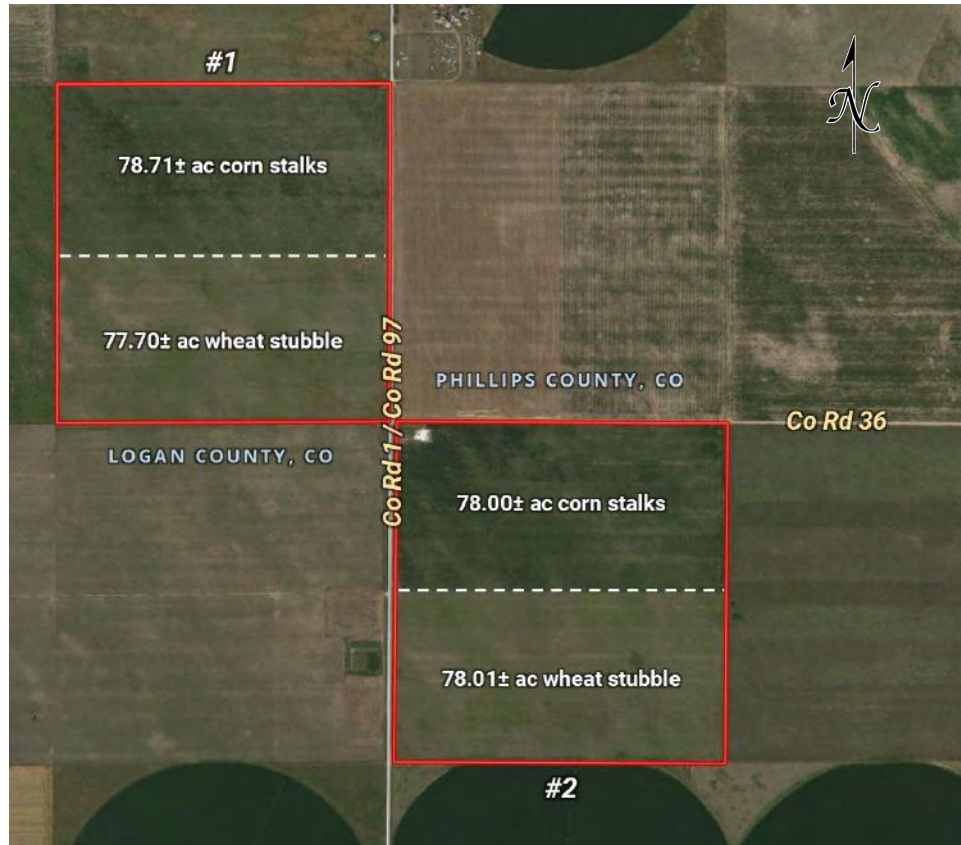 #1
N
78.71± ac corn stalks
77.70± ac wheat stubble
Co Rd 1 / Co Rd 97
PHILLIPS COUNTY, CO
Co Rd 36
LOGAN COUNTY, CO
78.00± ac corn stalks
78.01± ac wheat stubble
#2